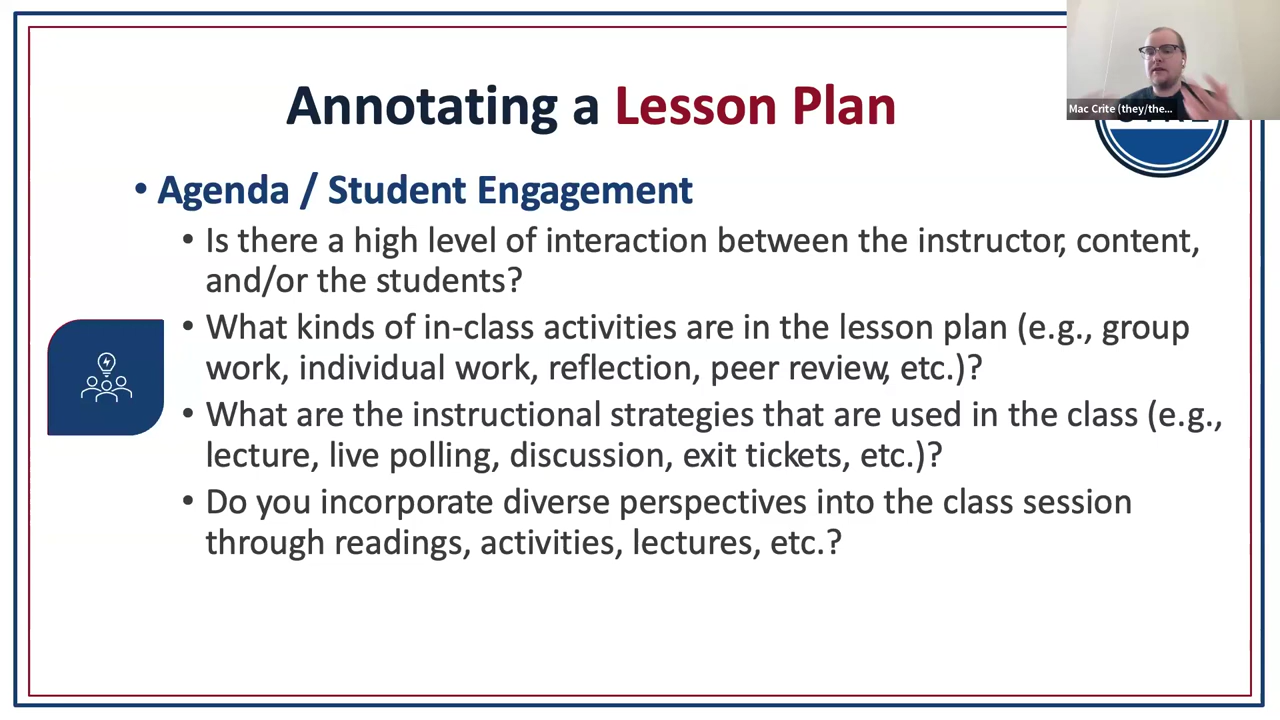 Annotating a Lesson Plan
Mac Crite (they/the...
• Agenda / Student Engagement
• Is there a high level of interaction between the instructor, content,
and/or the students?
• What kinds of in-class activities are in the lesson plan (e.g., group
work, individual work, reflection, peer review, etc.)?
• What are the instructional strategies that are used in the class (e.g.,
lecture, live polling, discussion, exit tickets, etc.)?
• Do you incorporate diverse perspectives into the class session
through readings, activities, lectures, etc.?